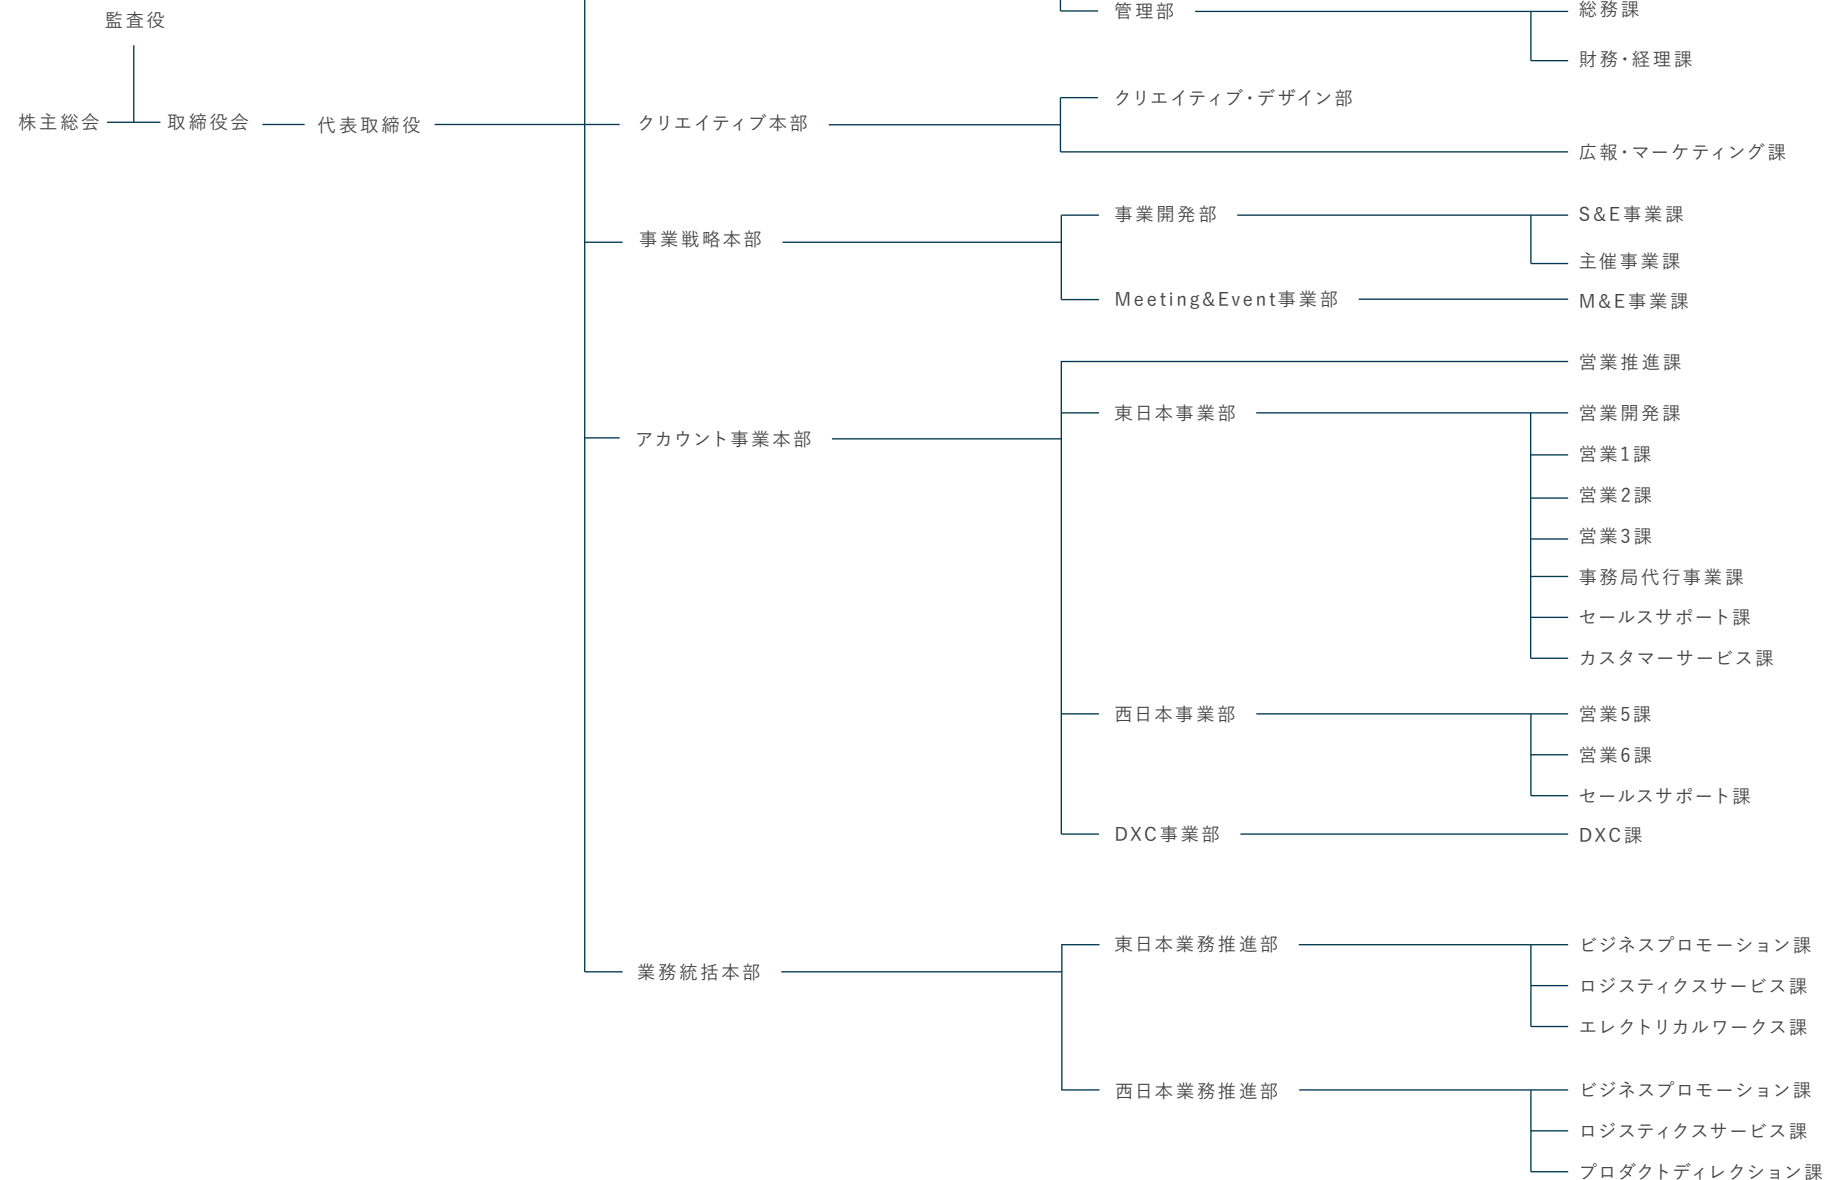 監査役
株主総会
取締役会
代表取締役
管理部
総務課
財務・経理課
クリエイティブ本部
クリエイティブ・デザイン部
広報・マーケティング課
事業戦略本部
事業開発部
S&E事業課
主催事業課
Meeting&Event事業部
M&E事業課
アカウント事業本部
営業推進課
東日本事業部
営業開発課
営業1課
営業2課
営業3課
事務局代行事業課
セールスサポート課
カスタマーサービス課
西日本事業部
営業5課
営業6課
セールスサポート課
DXC事業部
DXC課
業務統括本部
東日本業務推進部
ビジネスプロモーション課
ロジスティクスサービス課
エレクトリカルワークス課
西日本業務推進部
ビジネスプロモーション課
ロジスティクスサービス課
プロダクトディレクション課